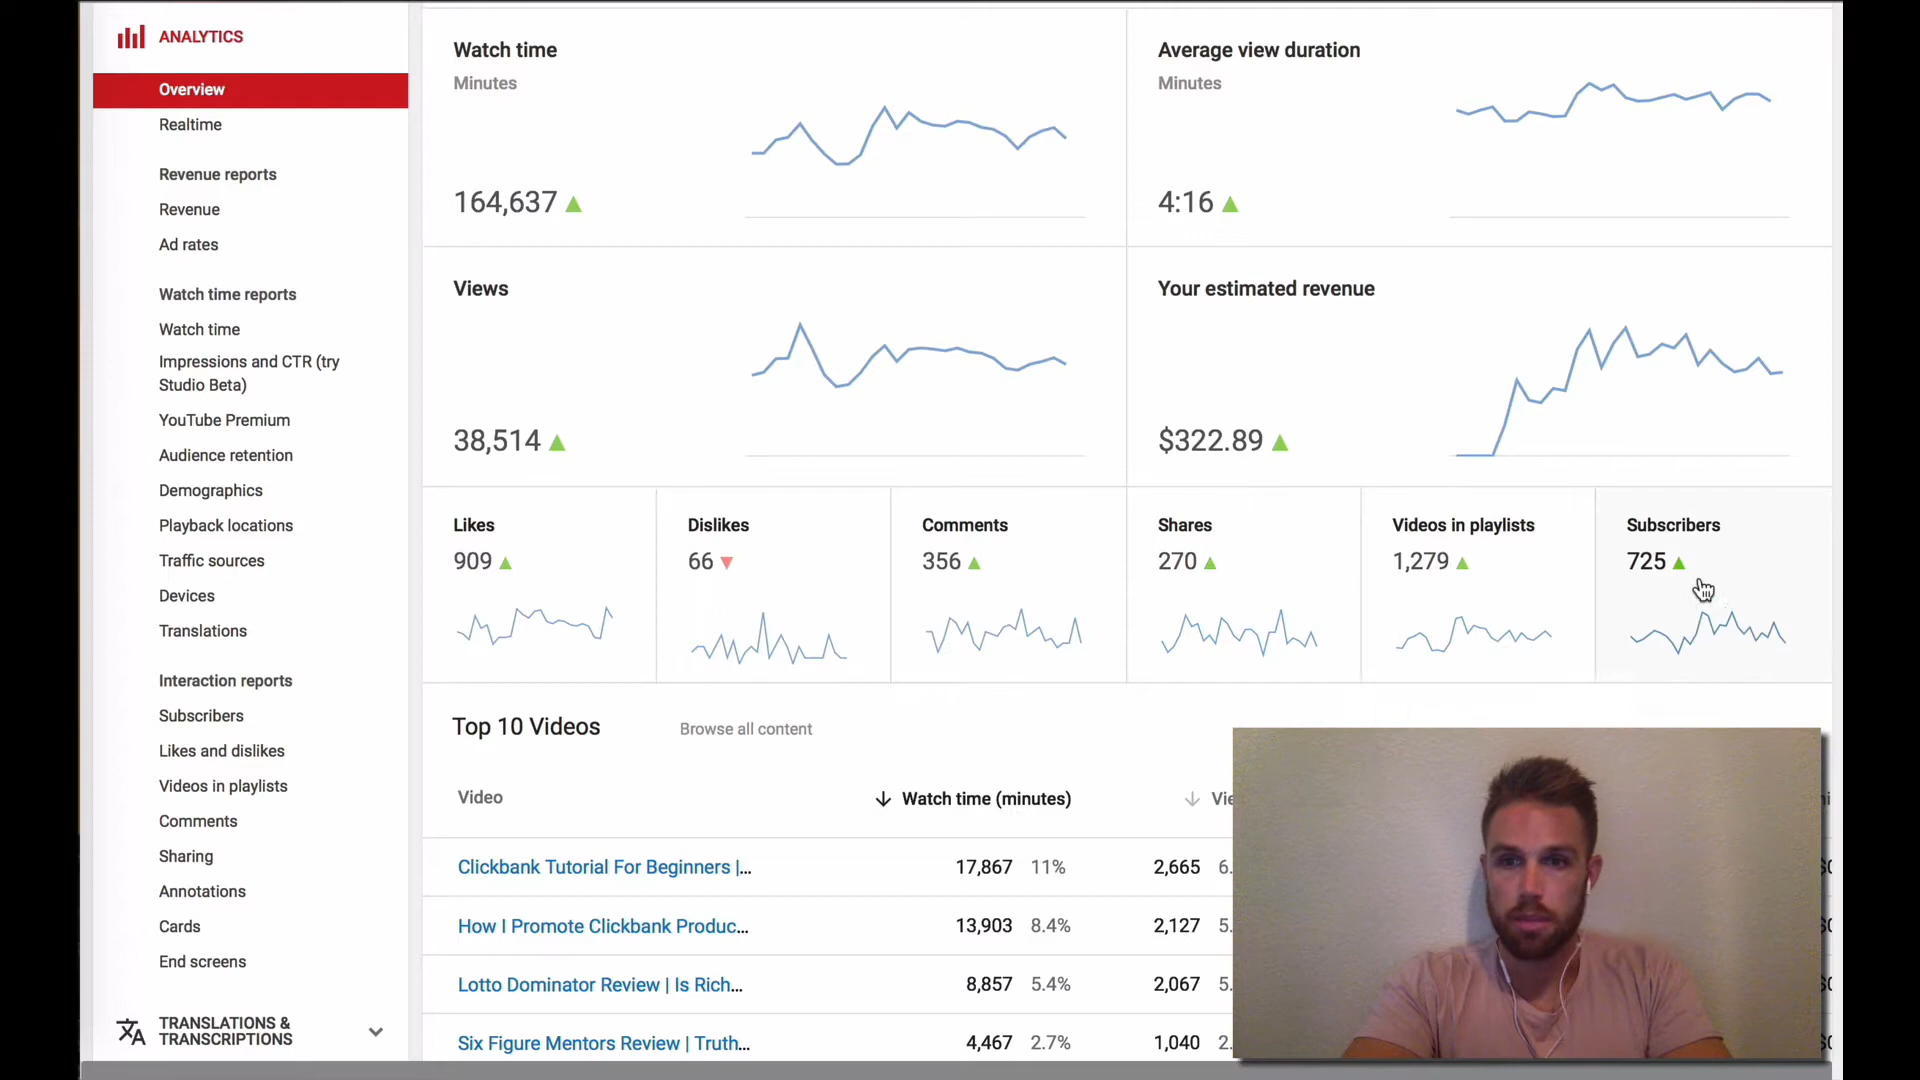 ANALYTICS
Overview
Realtime
Revenue reports
Revenue
Ad rates
Watch time reports
Watch time
Impressions and CTR (try
Studio Beta)
YouTube Premium
Audience retention
Demographics
Playback locations
Traffic sources
Devices
Translations
Interaction reports
Subscribers
Likes and dislikes
Videos in playlists
Comments
Sharing
Annotations
Cards
End screens
TRANSLATIONS &
TRANSCRIPTIONS
Watch time
Minutes
164,637
Average view duration
Minutes
4:16
Views
38,514
Your estimated revenue
$322.89
Likes
909
Dislikes
66
Comments
356
Shares
270
Videos in playlists
1,279
Subscribers
725
Top 10 Videos Browse all content
Video Watch time (minutes)
Clickbank Tutorial For Beginners |... 17,867 11% 2,665
How I Promote Clickbank Produc... 13,903 8.4% 2,127
Lotto Dominator Review | Is Rich... 8,857 5.4% 2,067
Six Figure Mentors Review | Truth... 4,467 2.7% 1,040